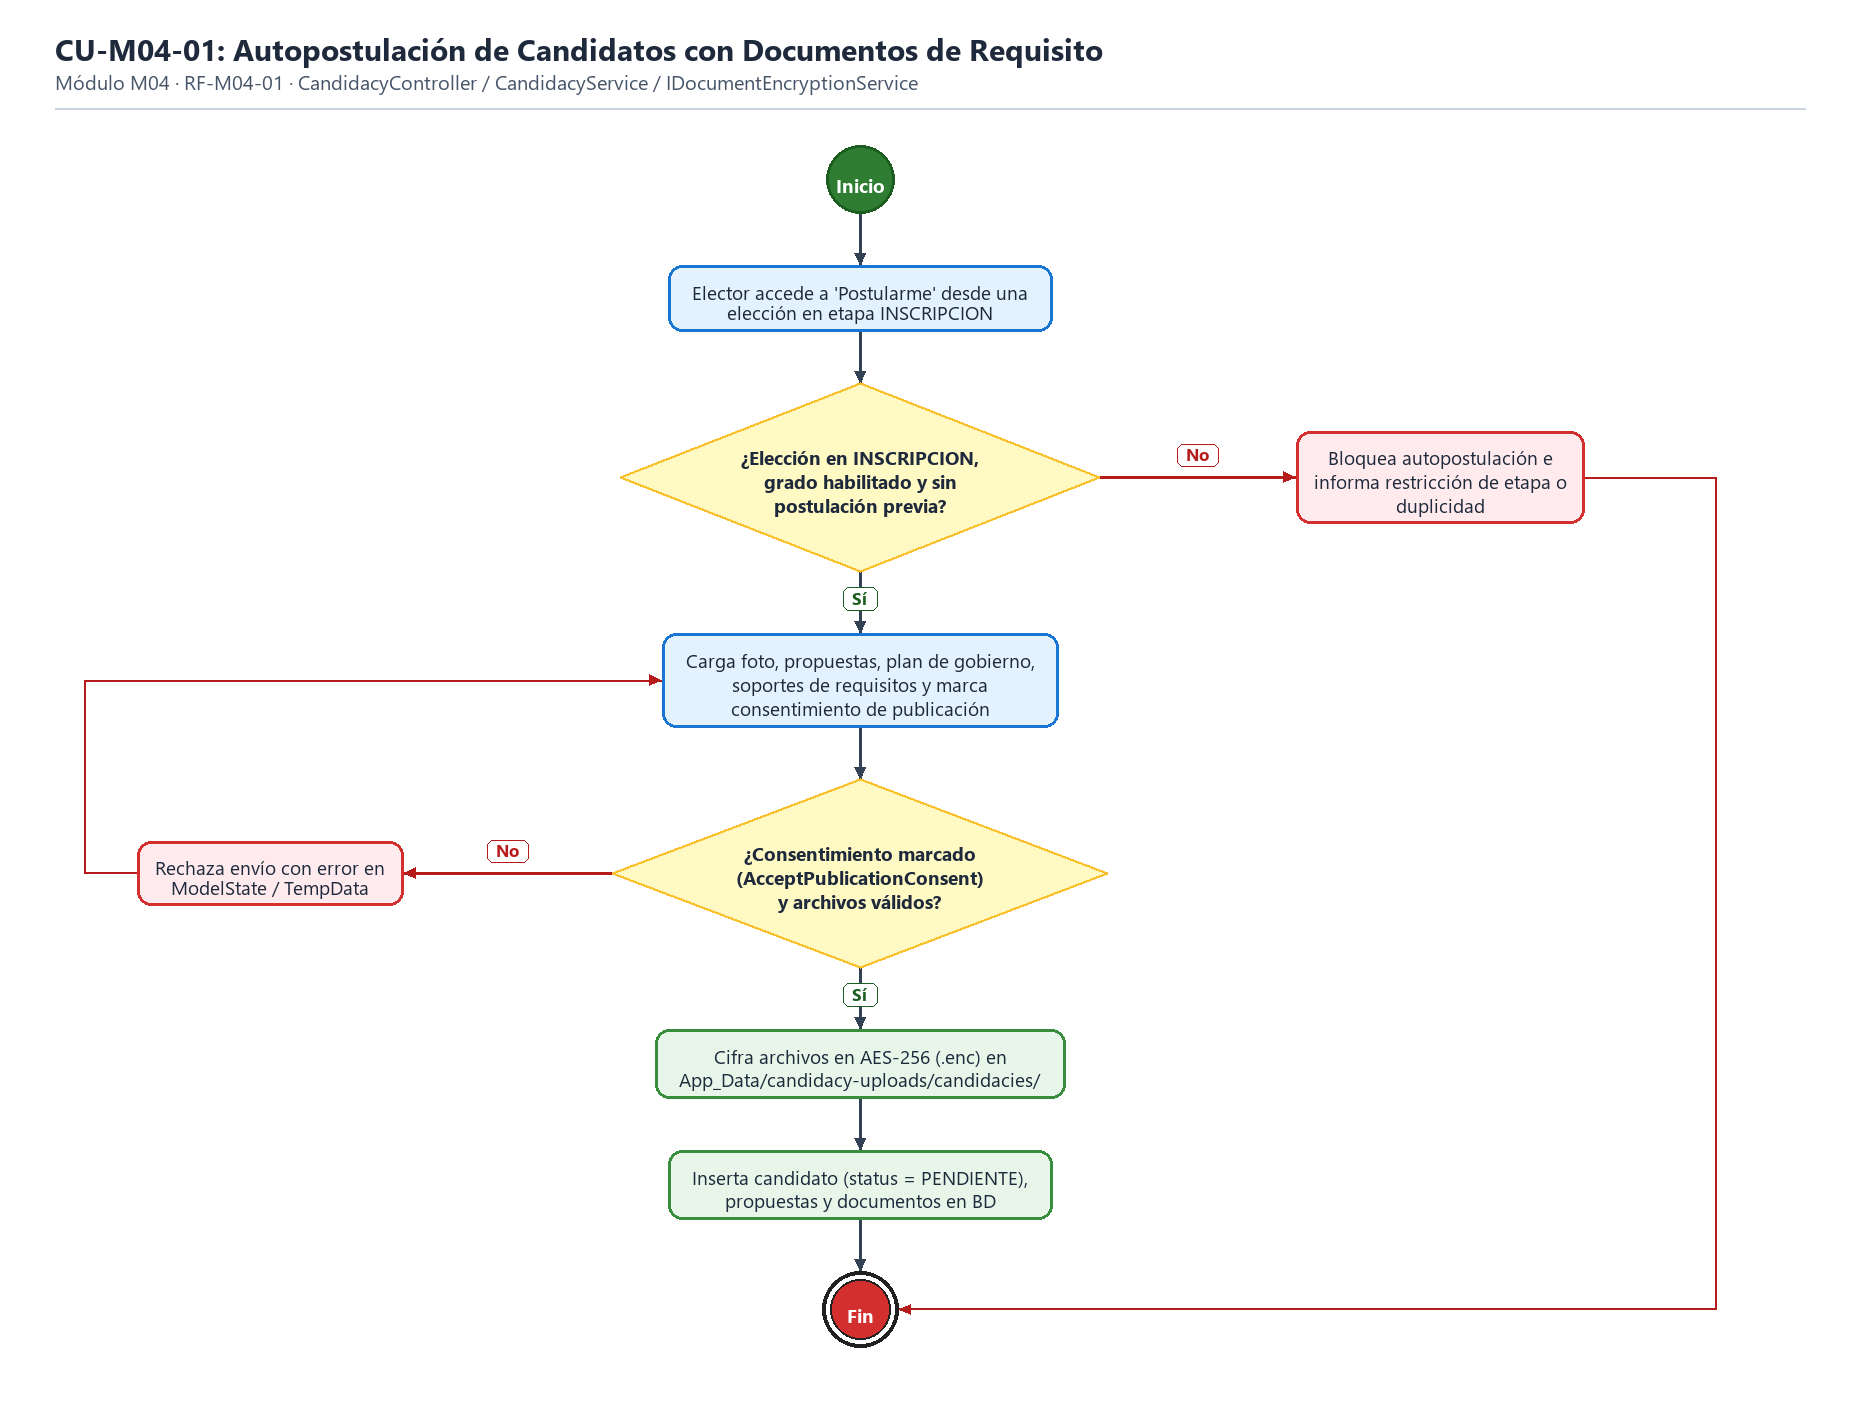 CU-M04-01: Autopostulación de Candidatos con Documentos de Requisito
Módulo M04 · RF-M04-01 · CandidacyController / CandidacyService / IDocumentEncryptionService
Inicio
Elector accede a 'Postularme' desde una
elección en etapa INSCRIPCION
¿Elección en INSCRIPCION,
grado habilitado y sin
postulación previa?
No
Bloquea autopostulación e
informa restricción de etapa o
duplicidad
Sí
Carga foto, propuestas, plan de gobierno,
soportes de requisitos y marca
consentimiento de publicación
¿Consentimiento marcado
(AcceptPublicationConsent)
y archivos válidos?
No
Rechaza envío con error en
ModelState / TempData
Sí
Cifra archivos en AES-256 (.enc) en
App_Data/candidacy-uploads/candidacies/
Inserta candidato (status = PENDIENTE),
propuestas y documentos en BD
Fin